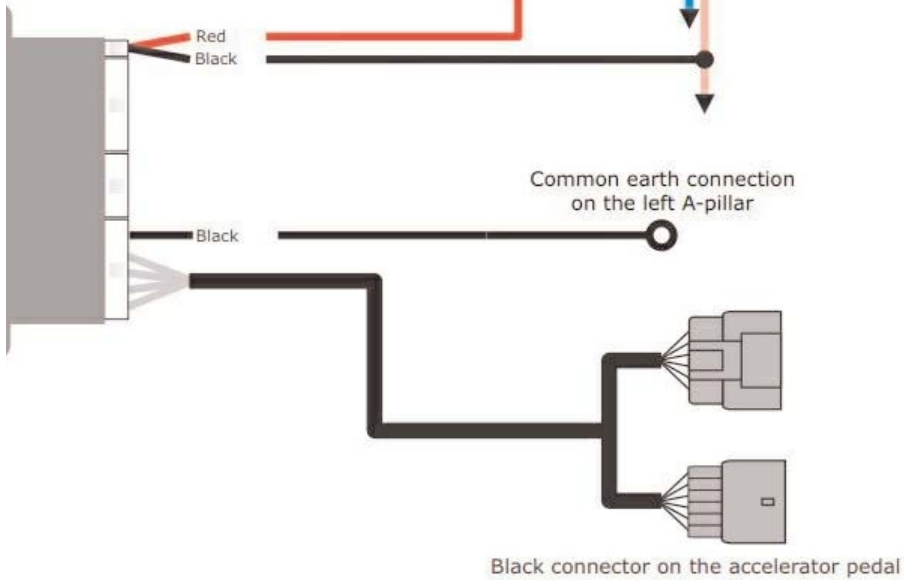 Red
Black
Common earth connection
on the left A-pillar
Black
Black connector on the accelerator pedal